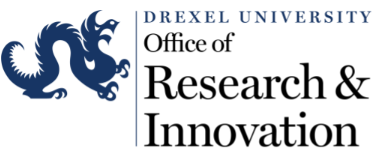 DREXEL UNIVERSITY
Office of
Research &
Innovation